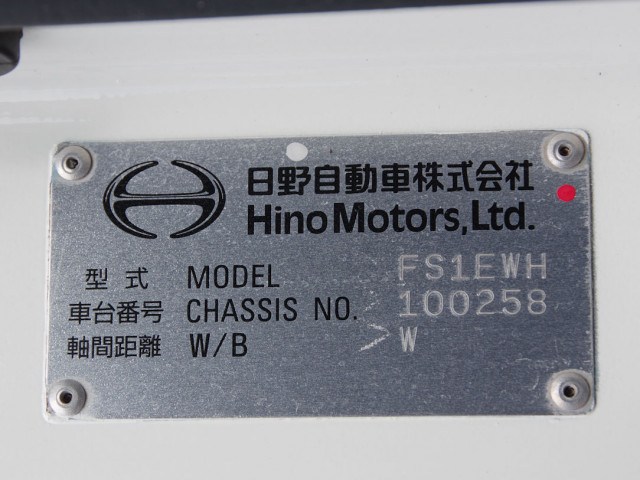 日野自動車株式会社
Hino Motors, Ltd.
型式 MODEL FS1EWH
車台番号 CHASSIS NO. 100258
軸間距離 W/B >W